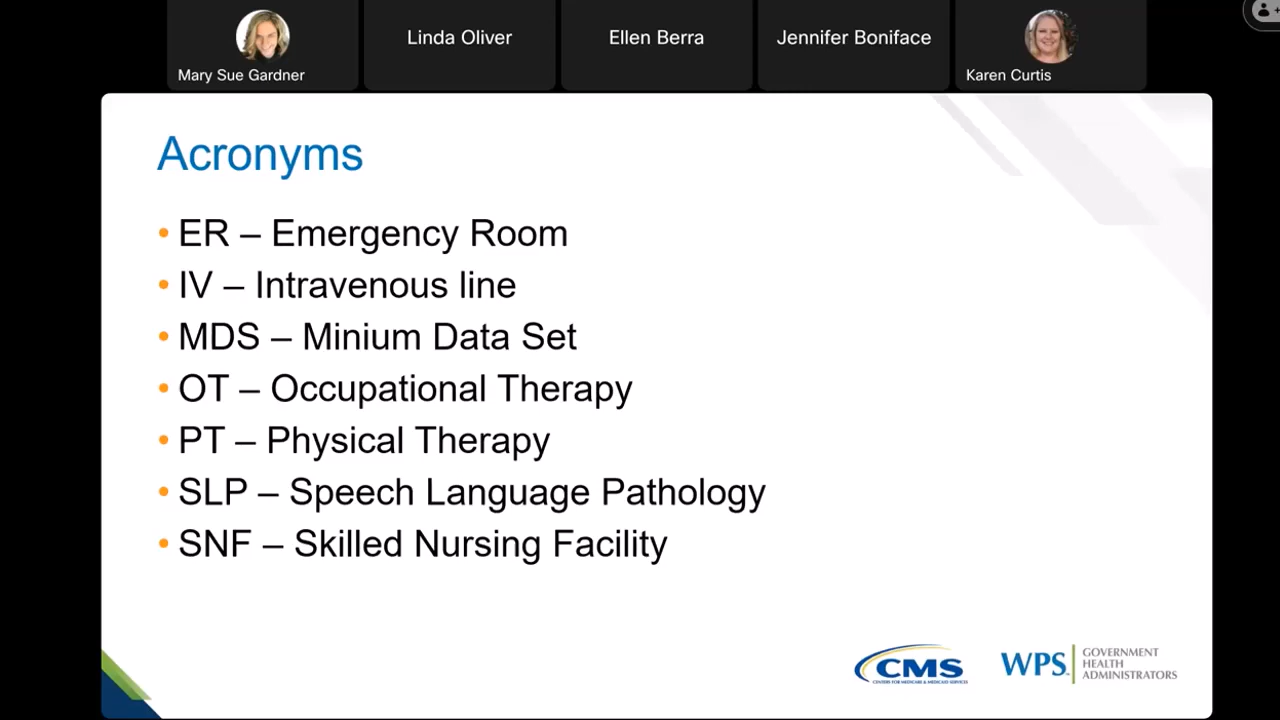 Mary Sue Gardner
Linda Oliver
Ellen Berra
Jennifer Boniface
Karen Curtis
Acronyms
• ER – Emergency Room
• IV – Intravenous line
• MDS – Minium Data Set
• OT – Occupational Therapy
• PT – Physical Therapy
• SLP – Speech Language Pathology
• SNF – Skilled Nursing Facility
CMS
CENTERS FOR MEDICARE & MEDICAID SERVICES
WPS
GOVERNMENT
HEALTH
ADMINISTRATORS